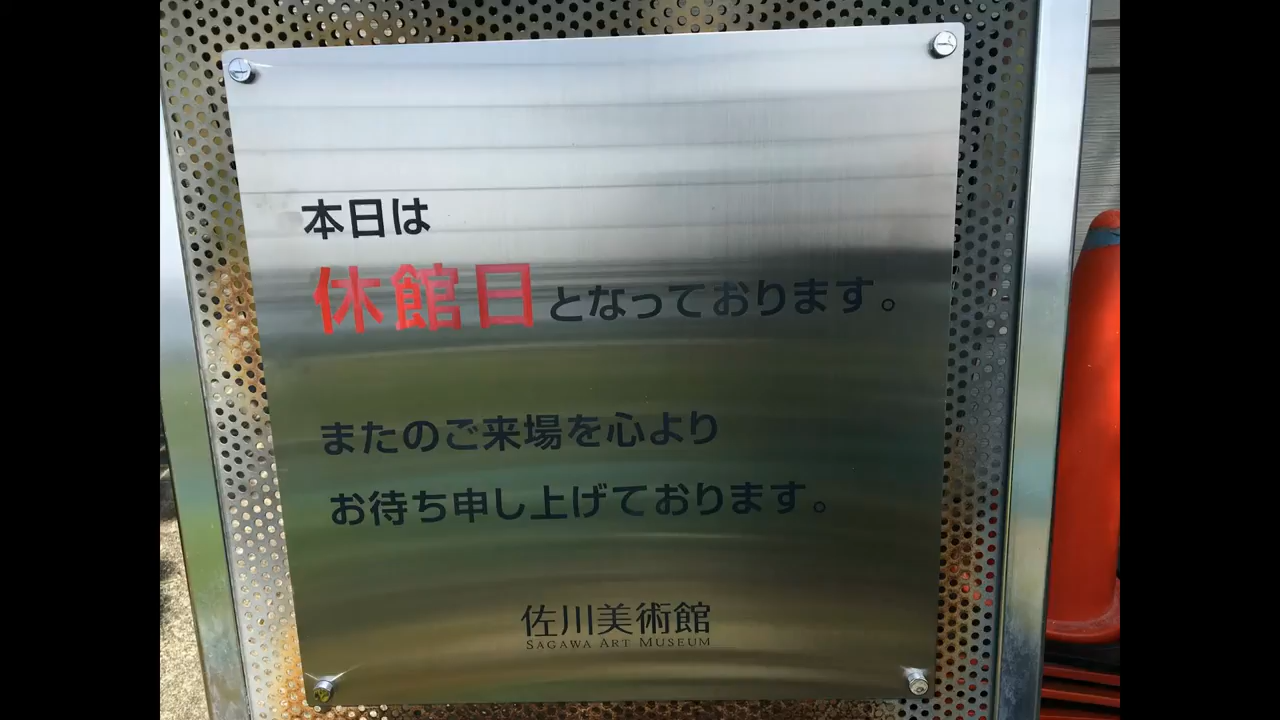 本日は
休館日となっております。
またのご来場を心より
お待ち申し上げております。
佐川美術館
SAGAWA ART MUSEUM